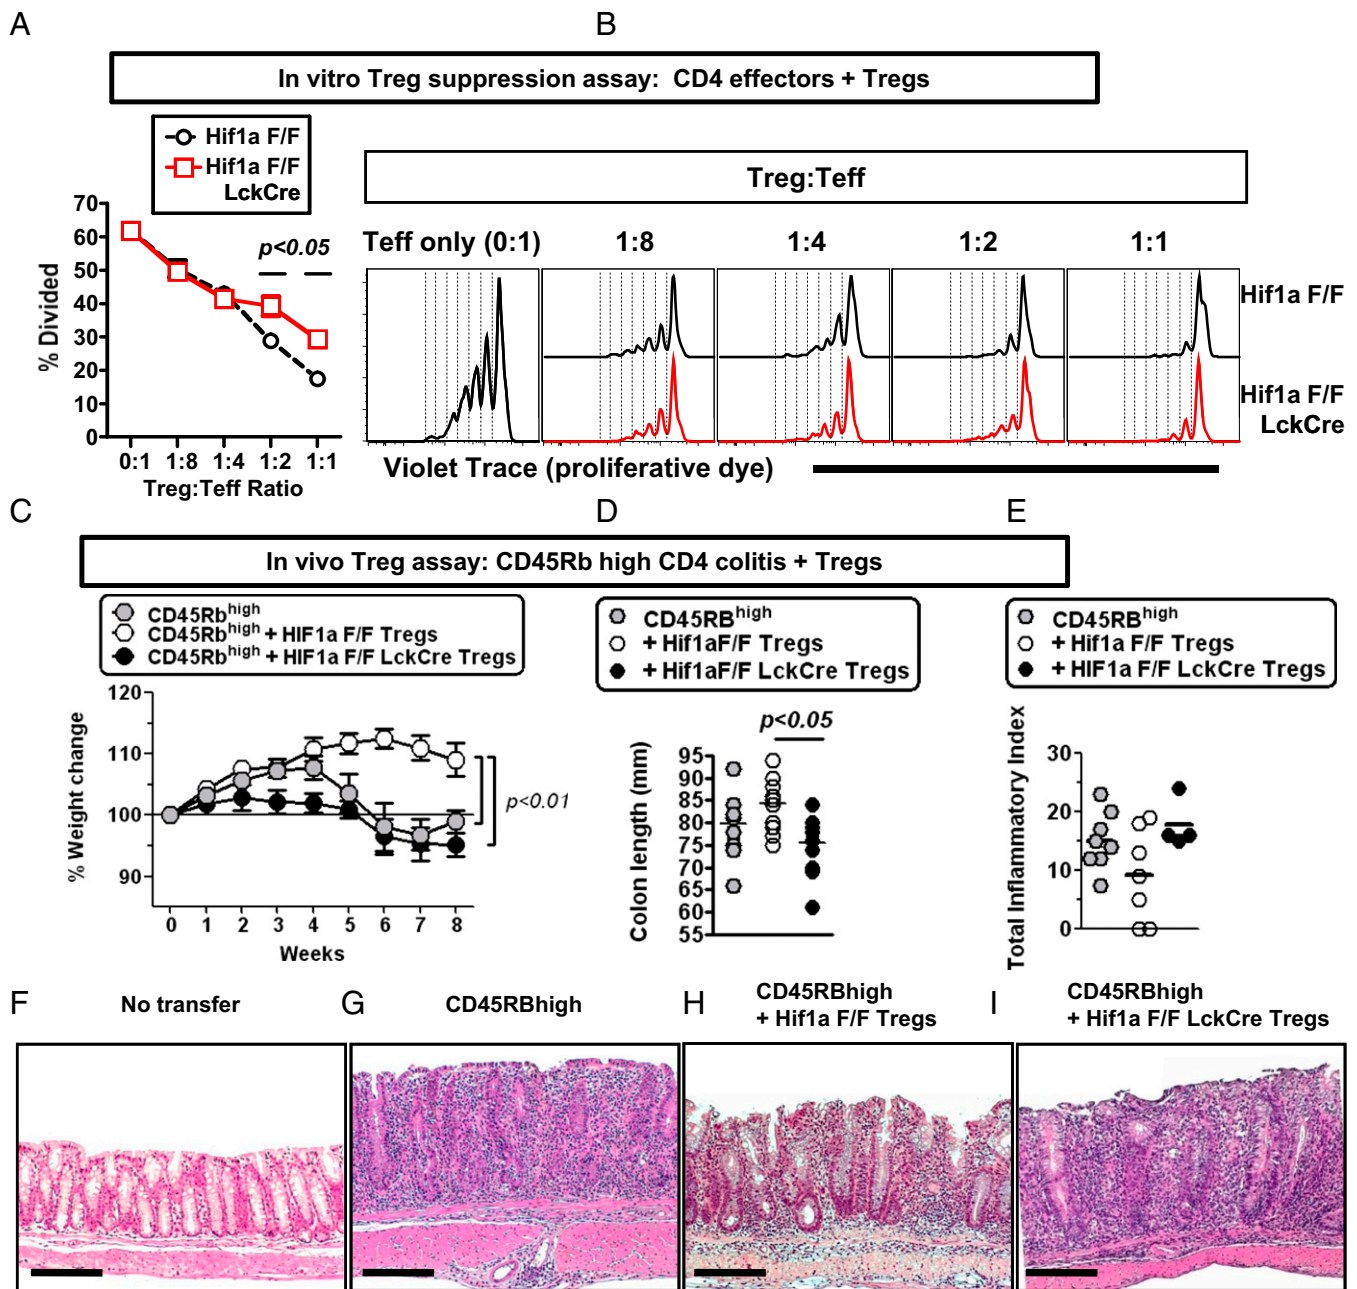 A
B
In vitro Treg suppression assay: CD4 effectors + Tregs
Hif1a F/F
Hif1a F/F
LckCre
Treg:Teff
70
60
50
40
30
20
10
0
% Divided
p<0.05
0:1 1:8 1:4 1:2 1:1
Treg:Teff Ratio
Teff only (0:1) 1:8 1:4 1:2 1:1
Hif1a F/F
Hif1a F/F
LckCre
Violet Trace (proliferative dye)
C
D
E
In vivo Treg assay: CD45Rb high CD4 colitis + Tregs
CD45Rbhigh
CD45Rbhigh + HIF1a F/F Tregs
CD45Rbhigh + HIF1a F/F LckCre Tregs
120
110
100
90
% Weight change
p<0.01
0 1 2 3 4 5 6 7 8
Weeks
CD45RBhigh
+ Hif1aF/F Tregs
+ Hif1aF/F LckCre Tregs
p<0.05
95
90
85
80
75
70
65
60
55
Colon length (mm)
CD45RBhigh
+ Hif1a F/F Tregs
+ HIF1a F/F LckCre Tregs
30
20
10
0
Total Inflammatory Index
F
No transfer
G
CD45RBhigh
H
CD45RBhigh
+ Hif1a F/F Tregs
I
CD45RBhigh
+ Hif1a F/F LckCre Tregs